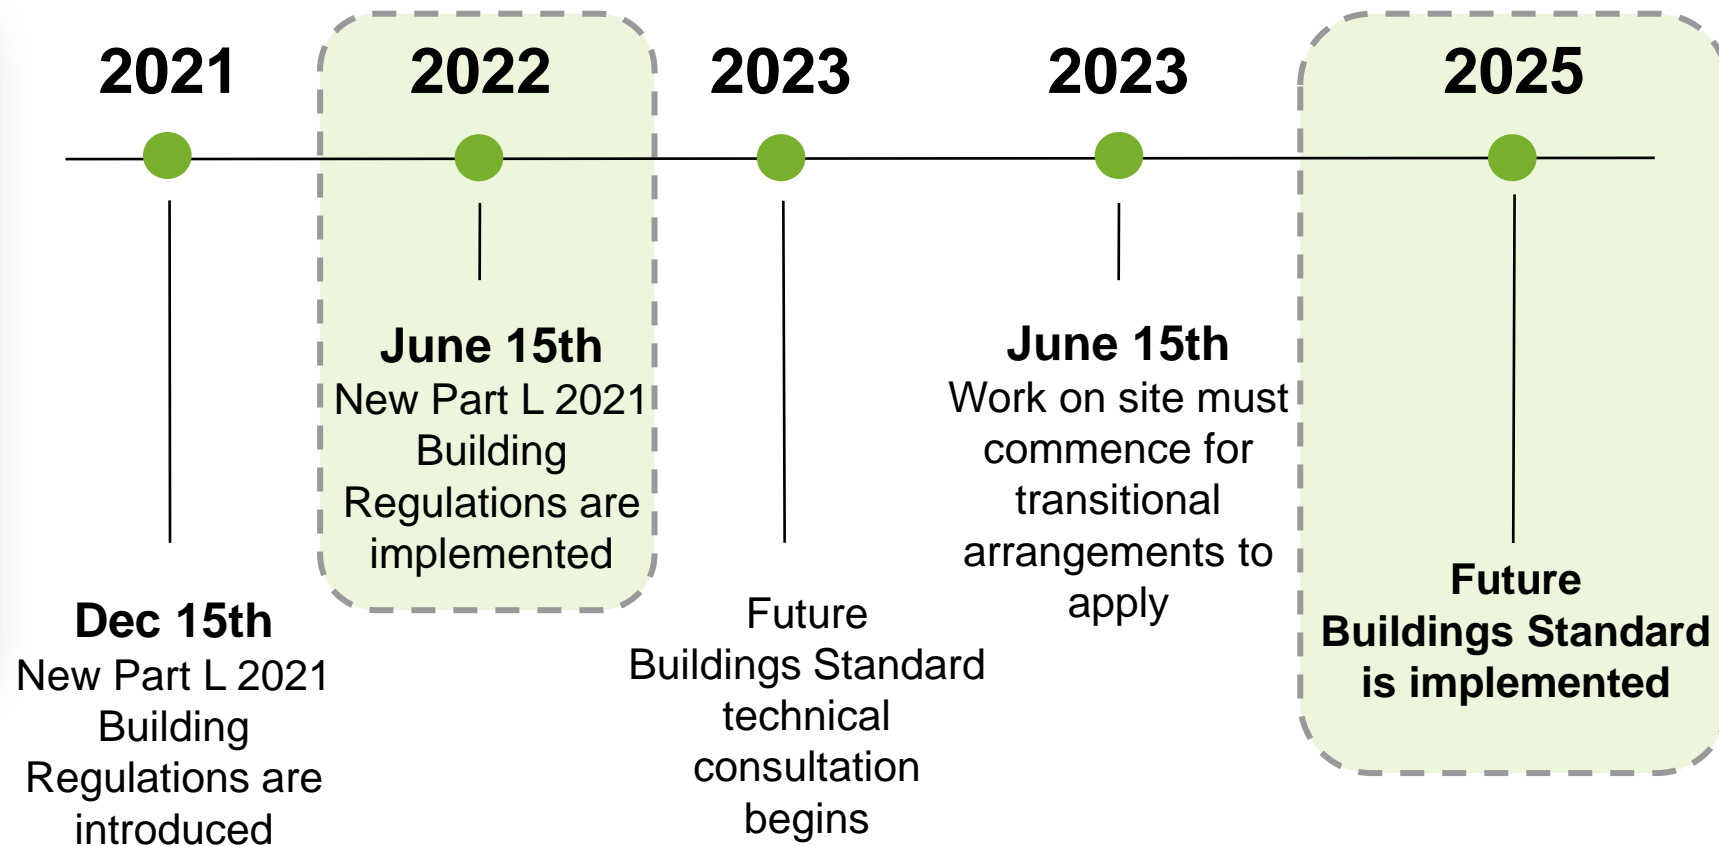 2021
Dec 15th
New Part L 2021
Building
Regulations are
introduced
2022
June 15th
New Part L 2021
Building
Regulations are
implemented
2023
Future
Buildings Standard
technical
consultation
begins
2023
June 15th
Work on site must
commence for
transitional
arrangements to
apply
2025
Future
Buildings Standard
is implemented